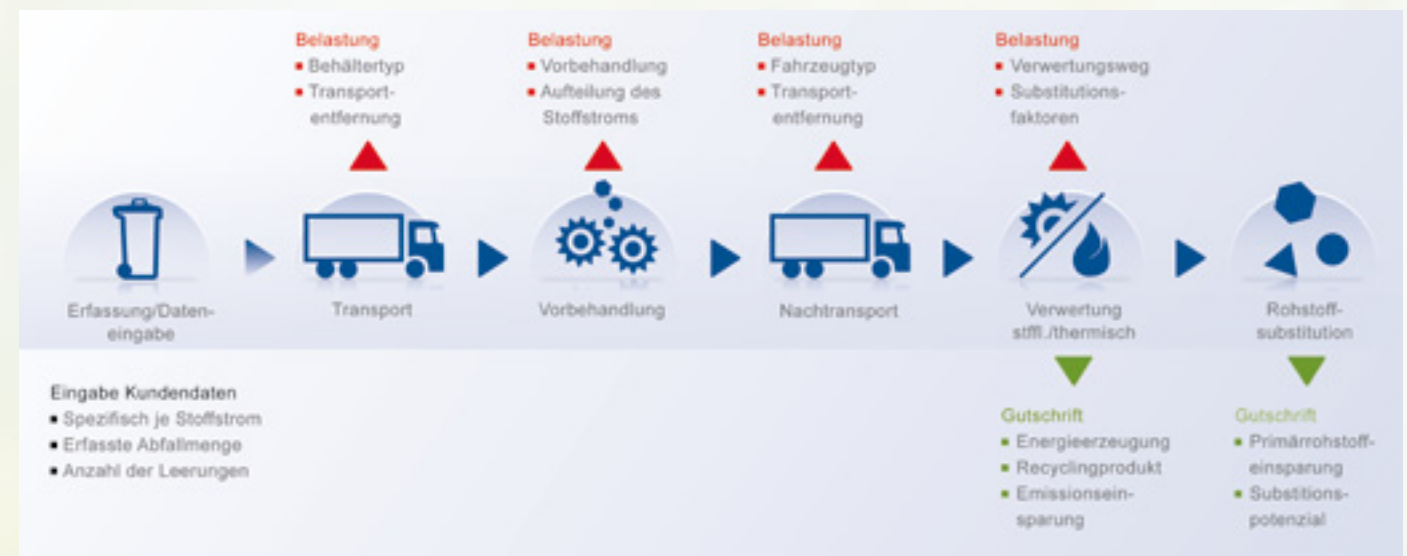 Belastung
▪ Behältertyp
▪ Transport-
entfernung
Belastung
▪ Vorbehandlung
▪ Aufteilung des
Stoffstroms
Belastung
▪ Fahrzeugtyp
▪ Transport-
entfernung
Belastung
▪ Verwertungsweg
▪ Substitutions-
faktoren
Erfassung/Daten-
eingabe
Transport
Vorbehandlung
Nachtransport
Verwertung
stffl./thermisch
Rohstoff-
substitution
Eingabe Kundendaten
▪ Spezifisch je Stoffstrom
▪ Erfasste Abfallmenge
▪ Anzahl der Leerungen
Gutschrift
▪ Energieerzeugung
▪ Recyclingprodukt
▪ Emissionsein-
sparung
Gutschrift
▪ Primärrohstoff-
einsparung
▪ Substitions-
potenzial